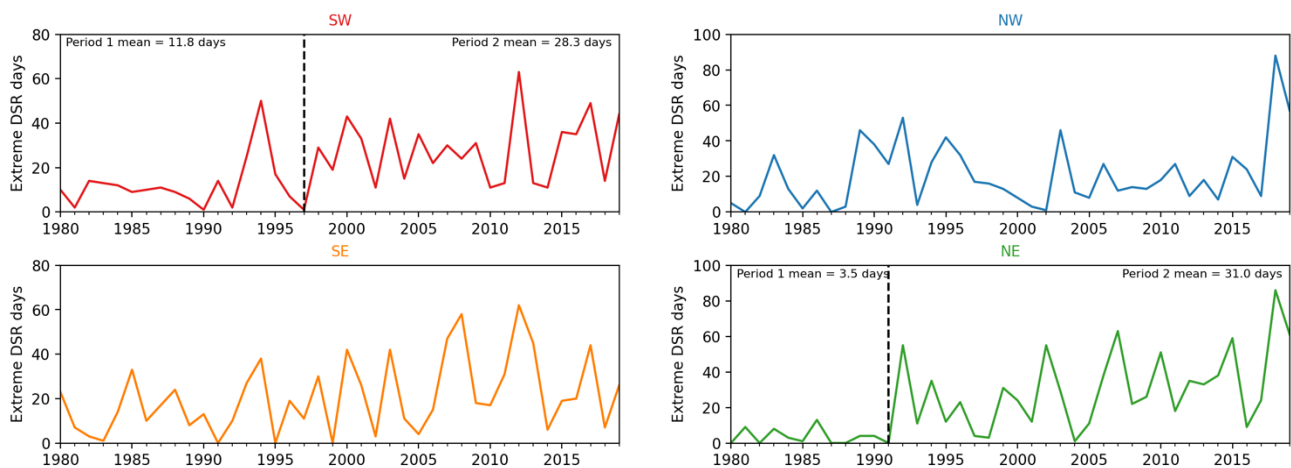 SW
Extreme DSR days
80
60
40
20
0
Period 1 mean = 11.8 days
Period 2 mean = 28.3 days
1980 1985 1990 1995 2000 2005 2010 2015
NW
Extreme DSR days
100
80
60
40
20
0
1980 1985 1990 1995 2000 2005 2010 2015
SE
Extreme DSR days
80
60
40
20
0
1980 1985 1990 1995 2000 2005 2010 2015
NE
Extreme DSR days
100
80
60
40
20
0
Period 1 mean = 3.5 days
Period 2 mean = 31.0 days
1980 1985 1990 1995 2000 2005 2010 2015